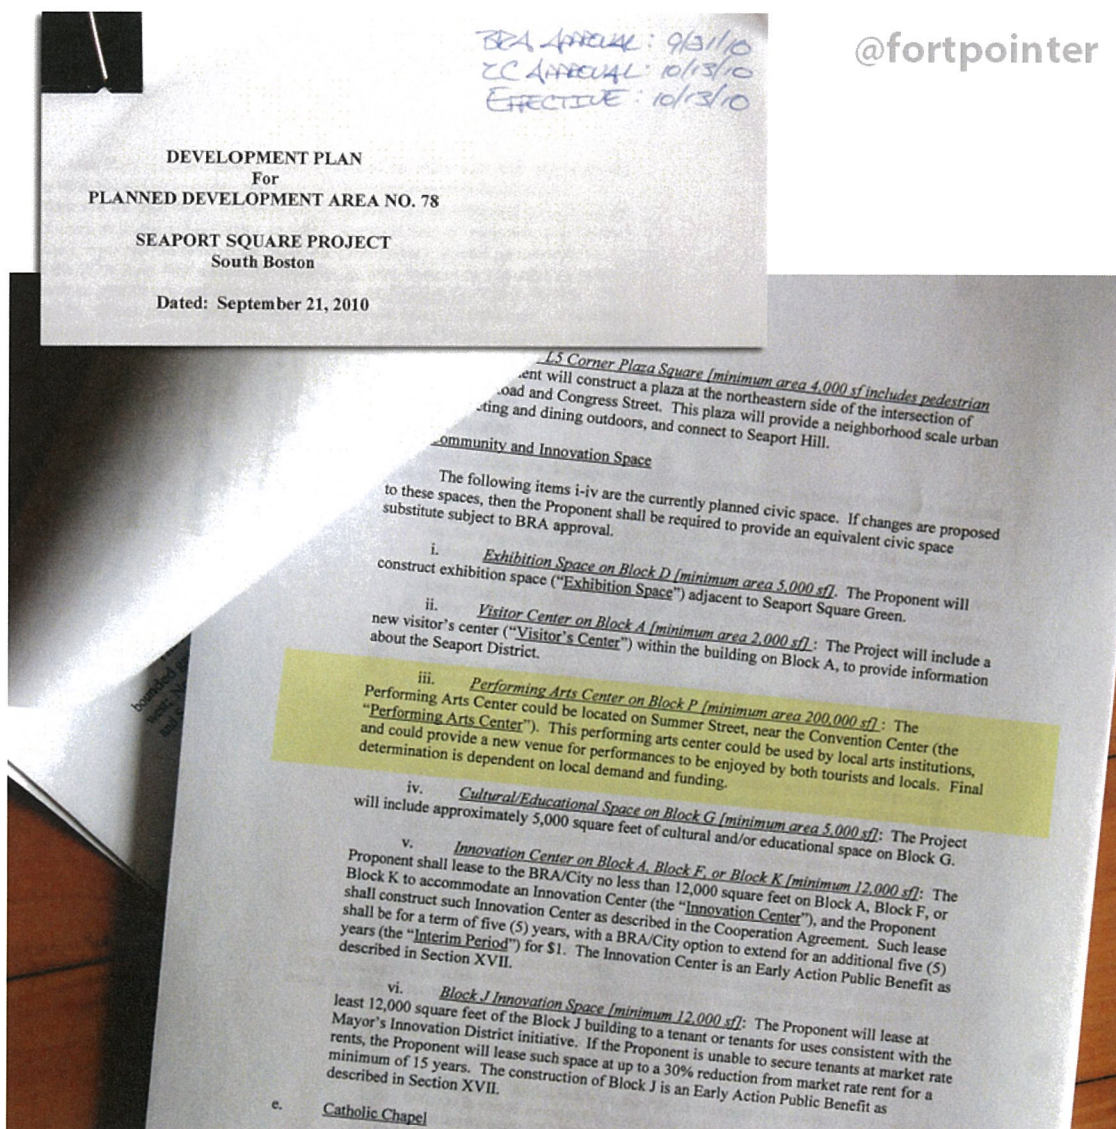 BRA APPROVAL: 9/21/10
ZC APPROVAL: 10/13/10
EFFECTIVE: 10/13/10
@fortpointer
DEVELOPMENT PLAN
For
PLANNED DEVELOPMENT AREA NO. 78
SEAPORT SQUARE PROJECT
South Boston
Dated: September 21, 2010
L5 Corner Plaza Square [minimum area 4,000 sf includes pedestrian
ent will construct a plaza at the northeastern side of the intersection of
oad and Congress Street. This plaza will provide a neighborhood scale urban
ting and dining outdoors, and connect to Seaport Hill.
ommunity and Innovation Space
The following items i-iv are the currently planned civic space. If changes are proposed
to these spaces, then the Proponent shall be required to provide an equivalent civic space
substitute subject to BRA approval.
i. Exhibition Space on Block D [minimum area 5,000 sf]. The Proponent will
construct exhibition space ("Exhibition Space") adjacent to Seaport Square Green.
ii. Visitor Center on Block A [minimum area 2,000 sf]: The Project will include a
new visitor's center ("Visitor's Center") within the building on Block A, to provide information
about the Seaport District.
iii. Performing Arts Center on Block P [minimum area 200,000 sf]: The
Performing Arts Center could be located on Summer Street, near the Convention Center (the
"Performing Arts Center"). This performing arts center could be used by local arts institutions,
and could provide a new venue for performances to be enjoyed by both tourists and locals. Final
determination is dependent on local demand and funding.
iv. Cultural/Educational Space on Block G [minimum area 5,000 sf]: The Project
will include approximately 5,000 square feet of cultural and/or educational space on Block G.
v. Innovation Center on Block A, Block F, or Block K [minimum 12,000 sf]: The
Proponent shall lease to the BRA/City no less than 12,000 square feet on Block A, Block F, or
Block K to accommodate an Innovation Center (the "Innovation Center"), and the Proponent
shall construct such Innovation Center as described in the Cooperation Agreement. Such lease
shall be for a term of five (5) years, with a BRA/City option to extend for an additional five (5)
years (the "Interim Period") for $1. The Innovation Center is an Early Action Public Benefit as
described in Section XVII.
vi. Block J Innovation Space [minimum 12,000 sf]: The Proponent will lease at
least 12,000 square feet of the Block J building to a tenant or tenants for uses consistent with the
Mayor's Innovation District initiative. If the Proponent is unable to secure tenants at market rate
rents, the Proponent will lease such space at up to a 30% reduction from market rate rent for a
minimum of 15 years. The construction of Block J is an Early Action Public Benefit as
described in Section XVII.
e. Catholic Chapel
bounded